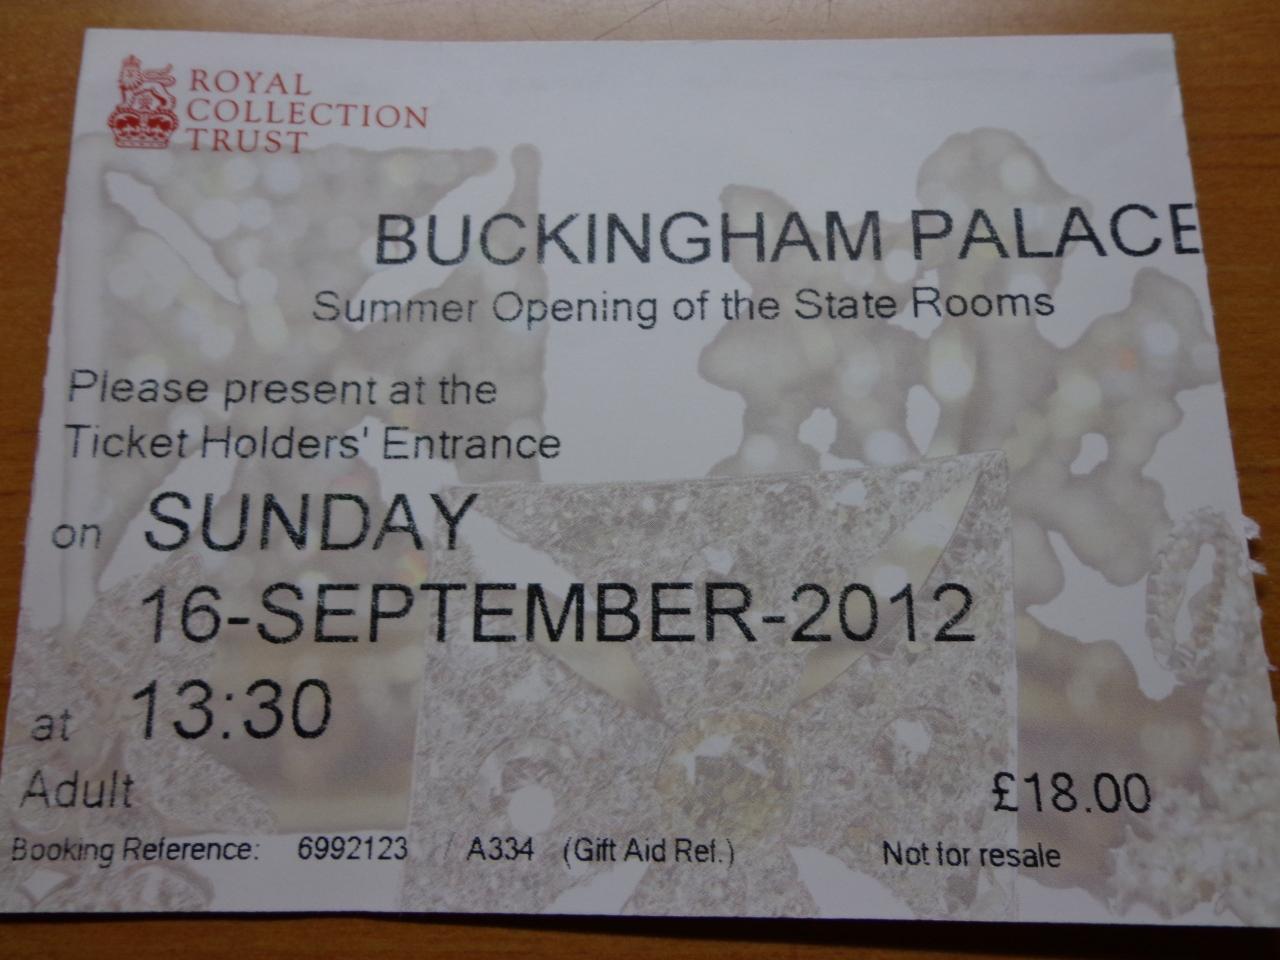 ROYAL
COLLECTION
TRUST
BUCKINGHAM PALACE
Summer Opening of the State Rooms
Please present at the
Ticket Holders' Entrance
on SUNDAY
16-SEPTEMBER-2012
at 13:30
Adult £18.00
Booking Reference: 6992123 / A334 (Gift Aid Ref.) Not for resale